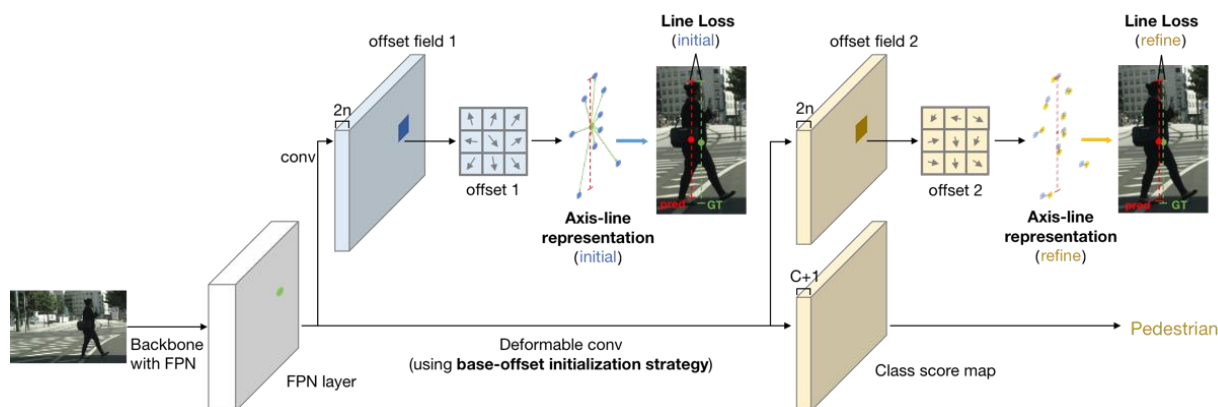 Line Loss
(initial)
offset field 1
2n
conv
offset 1
Axis-line
representation
(initial)
pred
GT
Line Loss
(refine)
offset field 2
2n
offset 2
Axis-line
representation
(refine)
pred
GT
C+1
Backbone
with FPN
FPN layer
Deformable conv
(using base-offset initialization strategy)
Class score map
Pedestrian